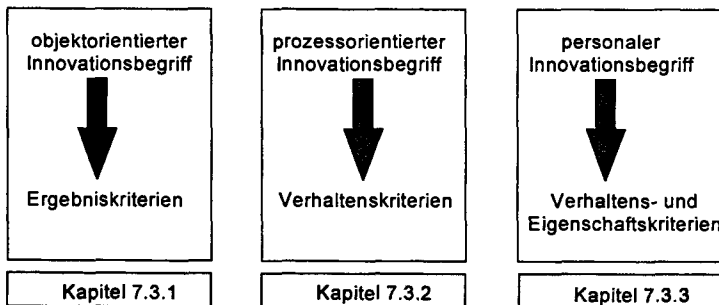 objektorientierter
Innovationsbegriff
Ergebniskriterien
Kapitel 7.3.1
prozessorientierter
Innovationsbegriff
Verhaltenskriterien
Kapitel 7.3.2
personaler
Innovationsbegriff
Verhaltens- und
Eigenschaftskriterien
Kapitel 7.3.3